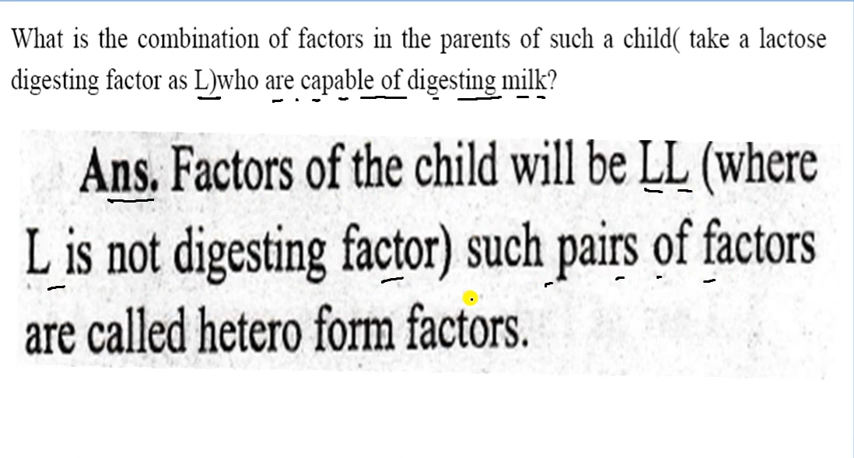 What is the combination of factors in the parents of such a child( take a lactose
digesting factor as L)who are capable of digesting milk?
Ans. Factors of the child will be LL (where
L is not digesting factor) such pairs of factors
are called hetero form factors.